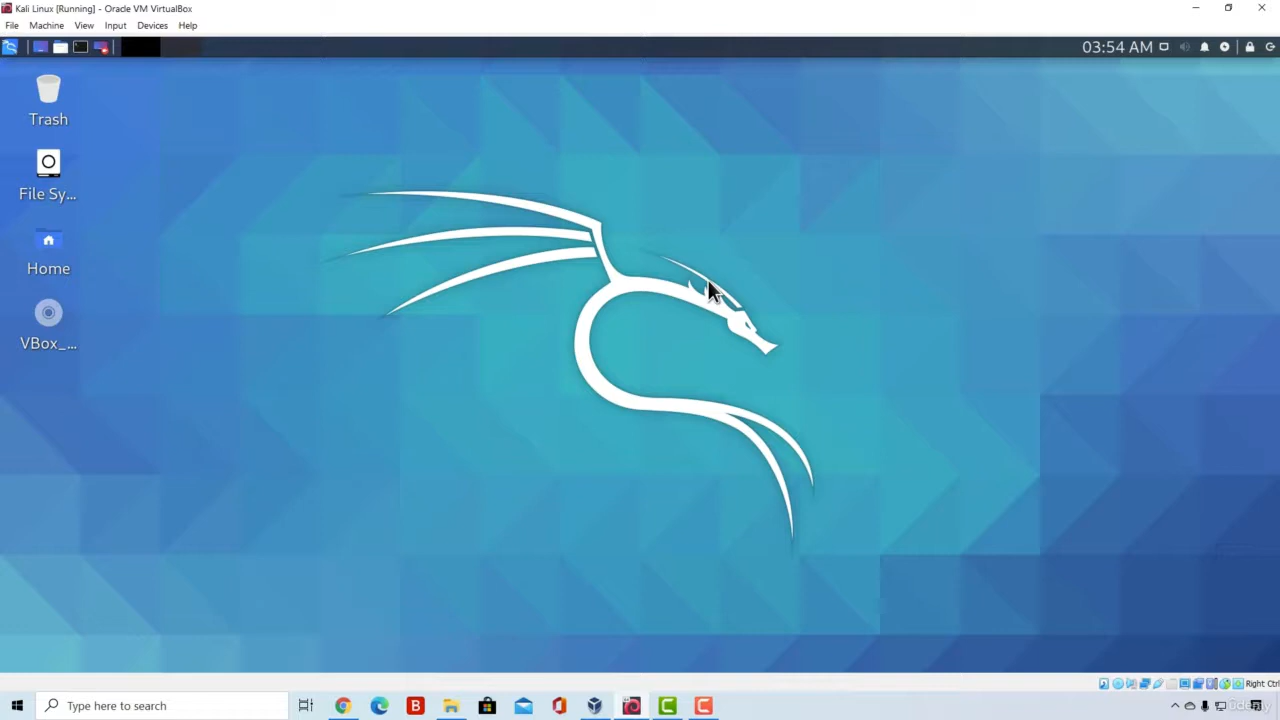 Kali Linux [Running] - Oracle VM VirtualBox
File Machine View Input Devices Help
03:54 AM
Trash
File Sy...
Home
VBox_...
Right Ctrl
Type here to search
Udemy